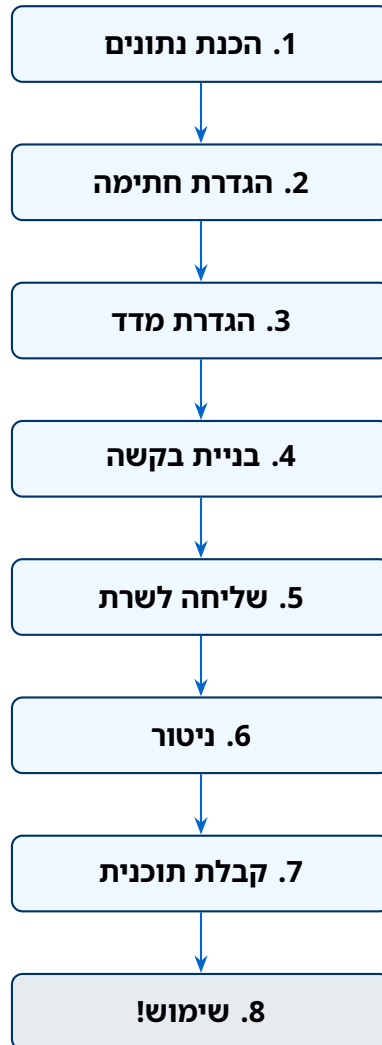 1. הכנת נתונים
2. הגדרת חתימה
3. הגדרת מדד
4. בניית בקשה
5. שליחה לשרת
6. ניטור
7. קבלת תוכנית
8. שימוש!